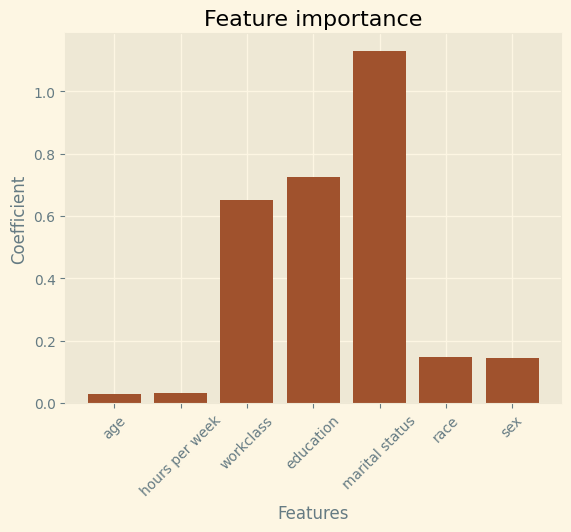 Feature importance
Coefficient
1.0
0.8
0.6
0.4
0.2
0.0
age
hours per week
workclass
education
marital status
race
sex
Features